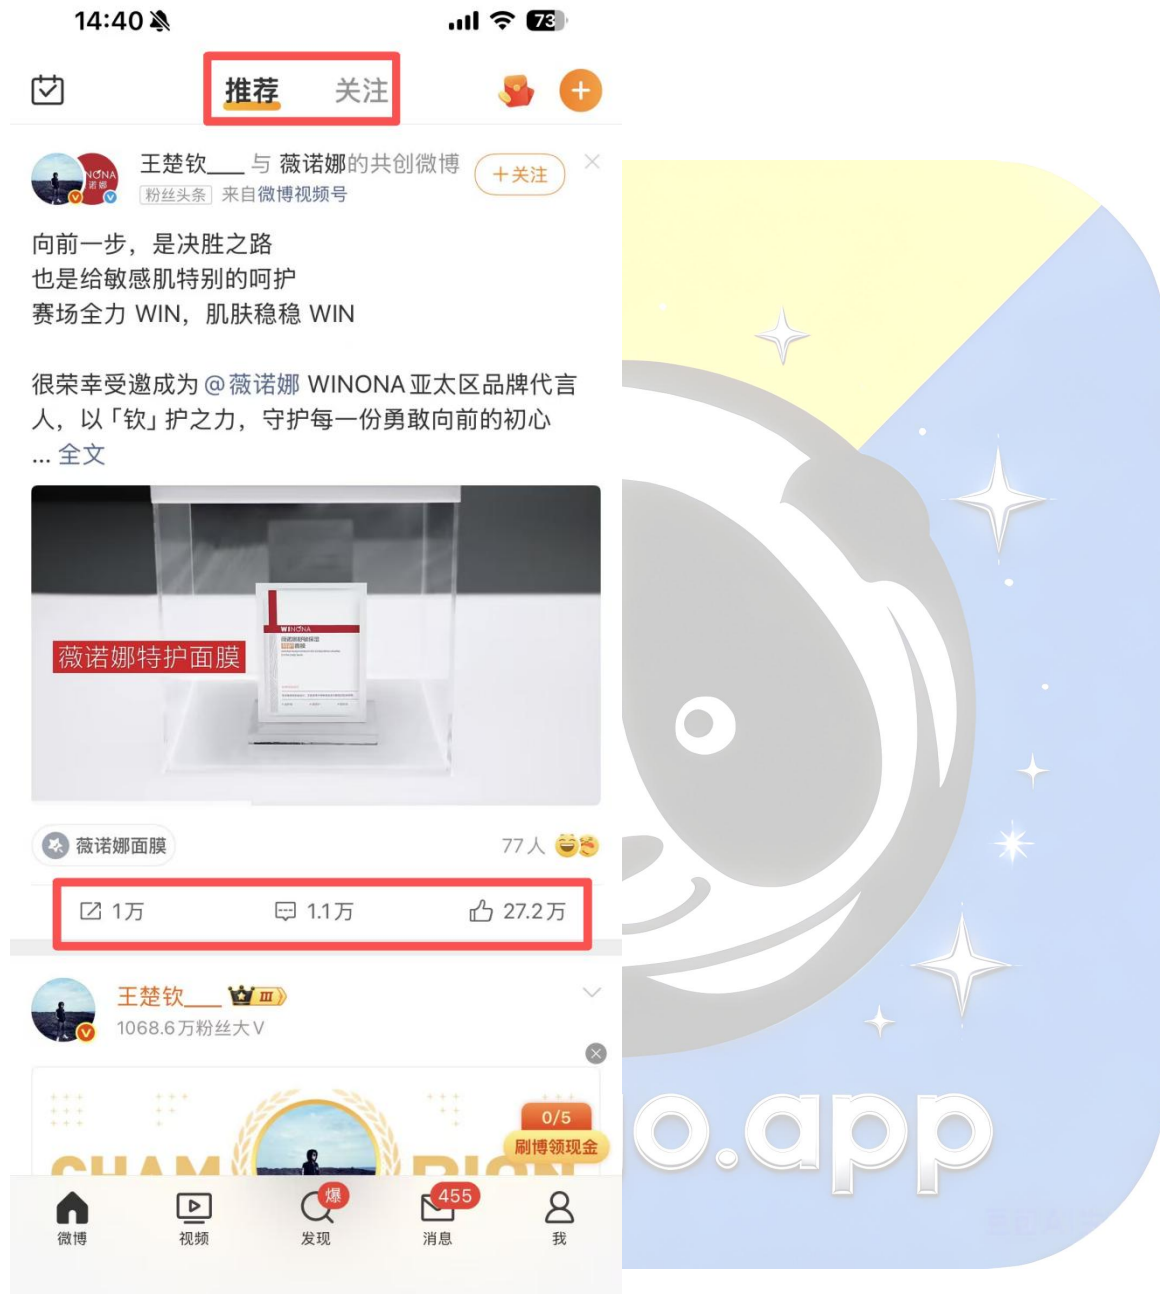 14:40
73
推荐 关注
王楚钦___ 与 薇诺娜的共创微博
+关注
粉丝头条 来自微博视频号
向前一步，是决胜之路
也是给敏感肌特别的呵护
赛场全力 WIN，肌肤稳稳 WIN
很荣幸受邀成为 @薇诺娜 WINONA 亚太区品牌代言
人，以「钦」护之力，守护每一份勇敢向前的初心
... 全文
WINONA
薇诺娜特护面膜
薇诺娜面膜
77人
1万 1.1万 27.2万
王楚钦___ III
1068.6万粉丝大V
0/5
刷博领现金
爆 455
微博 视频 发现 消息 我
o.app